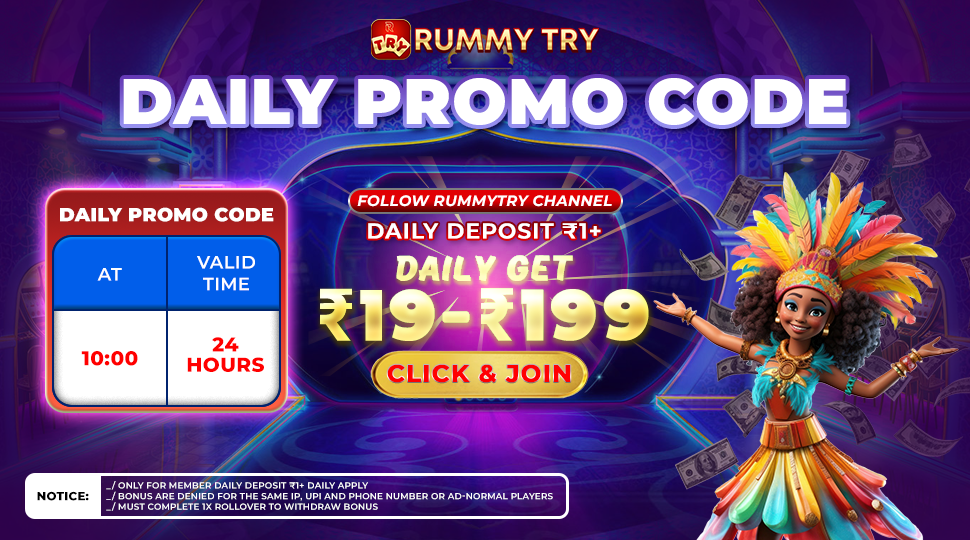 TRY
RUMMY TRY
DAILY PROMO CODE
DAILY PROMO CODE
AT
VALID
TIME
10:00
24
HOURS
FOLLOW RUMMYTRY CHANNEL
DAILY DEPOSIT ₹1+
DAILY GET
₹19-₹199
CLICK & JOIN
NOTICE:
_/ ONLY FOR MEMBER DAILY DEPOSIT ₹1+ DAILY APPLY
_/ BONUS ARE DENIED FOR THE SAME IP, UPI AND PHONE NUMBER OR AD-NORMAL PLAYERS
_/ MUST COMPLETE 1X ROLLOVER TO WITHDRAW BONUS